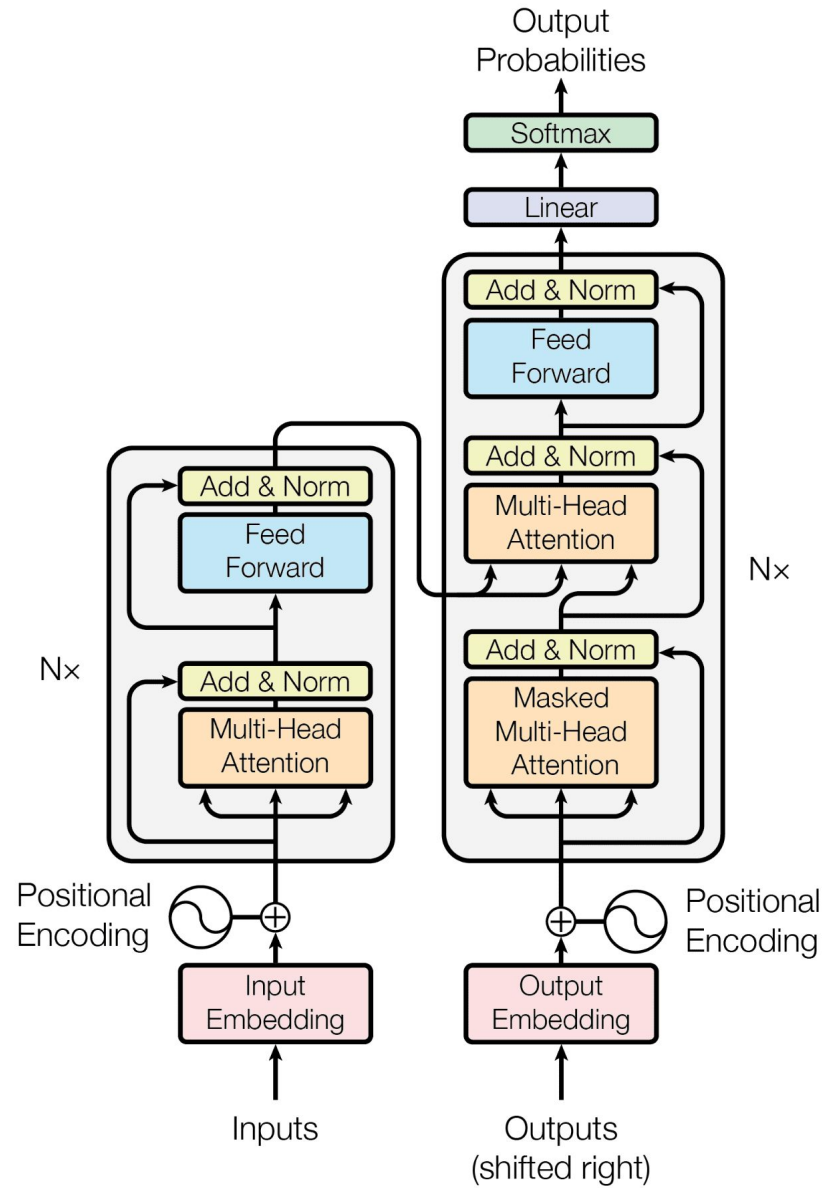 Output
Probabilities
Softmax
Linear
Add & Norm
Feed
Forward
Add & Norm
Multi-Head
Attention
Nx
Add & Norm
Masked
Multi-Head
Attention
Add & Norm
Feed
Forward
Nx
Add & Norm
Multi-Head
Attention
Positional
Encoding
Positional
Encoding
Input
Embedding
Output
Embedding
Inputs
Outputs
(shifted right)